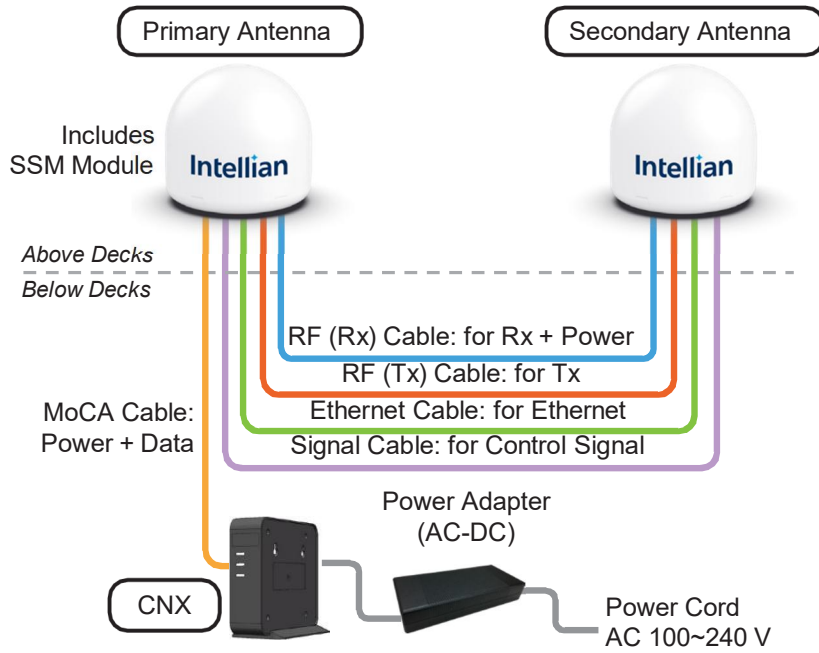 Primary Antenna
Secondary Antenna
Includes
SSM Module
Intellian
Intellian
Above Decks
Below Decks
RF (Rx) Cable: for Rx + Power
RF (Tx) Cable: for Tx
Ethernet Cable: for Ethernet
Signal Cable: for Control Signal
MoCA Cable:
Power + Data
Power Adapter
(AC-DC)
CNX
Power Cord
AC 100~240 V